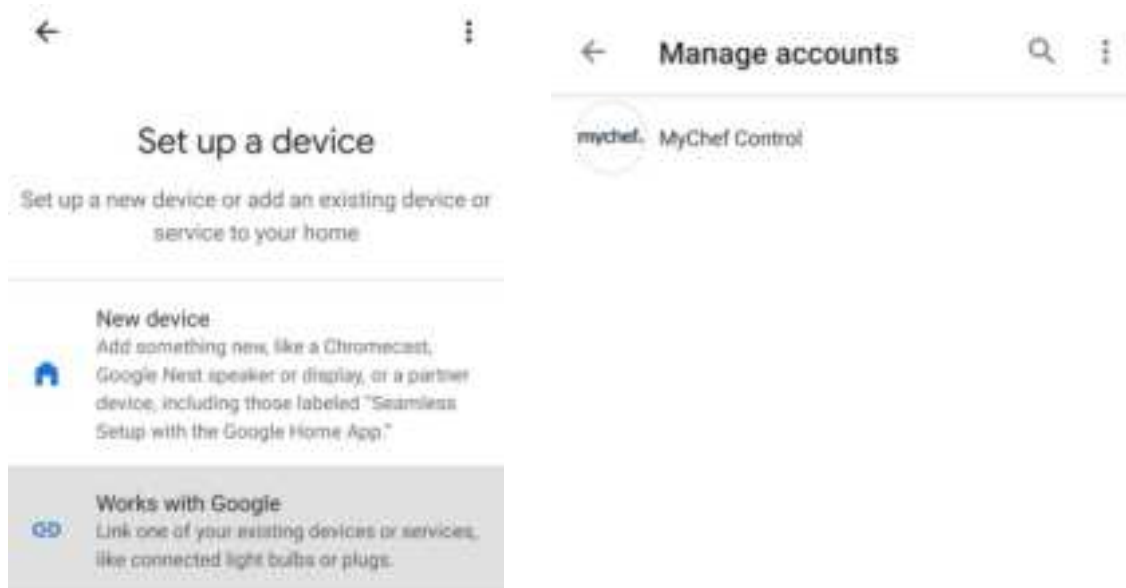 Set up a device
Set up a new device or add an existing device or
service to your home
New device
Add something new, like a Chromecast,
Google Nest speaker or display, or a partner
device, including those labeled "Seamless
Setup with the Google Home App."
Works with Google
Link one of your existing devices or services,
like connected light bulbs or plugs.
Manage accounts
mychef.
MyChef Control